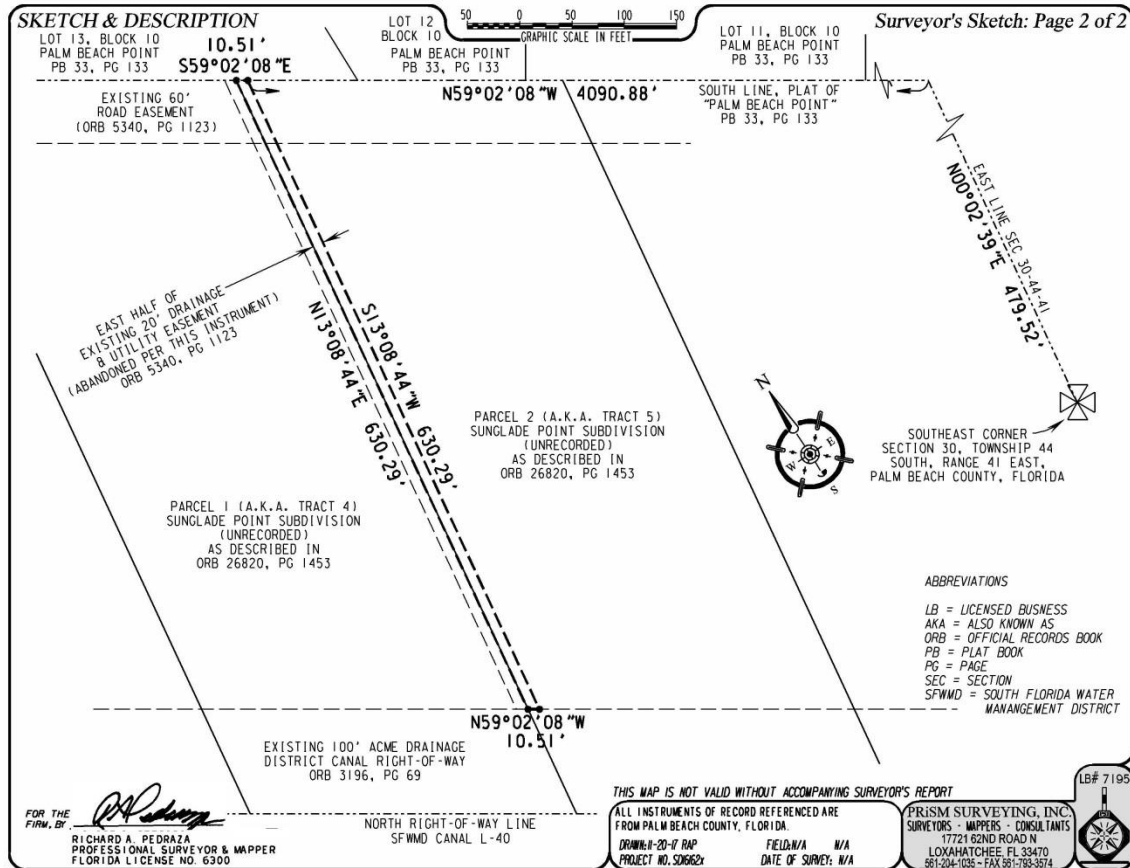 SKETCH & DESCRIPTION
Surveyor's Sketch: Page 2 of 2
50 0 50 100 150
GRAPHIC SCALE IN FEET
LOT 13, BLOCK 10
PALM BEACH POINT
PB 33, PG 133
10.51'
S59°02'08"E
LOT 12
BLOCK 10
PALM BEACH POINT
PB 33, PG 133
LOT 11, BLOCK 10
PALM BEACH POINT
PB 33, PG 133
EXISTING 60'
ROAD EASEMENT
(ORB 5340, PG 1123)
N59°02'08"W 4090.88'
SOUTH LINE, PLAT OF
"PALM BEACH POINT"
PB 33, PG 133
EAST LINE SEC 30-44-41
N00°02'39"E 479.52'
EAST HALF OF
EXISTING 20' DRAINAGE
& UTILITY EASEMENT
(ABANDONED PER THIS INSTRUMENT)
ORB 5340, PG 1123
N13°08'44"E 630.29'
S13°08'44"W 630.29'
N
E
W
S
SOUTHEAST CORNER
SECTION 30, TOWNSHIP 44
SOUTH, RANGE 41 EAST,
PALM BEACH COUNTY, FLORIDA
PARCEL 2 (A.K.A. TRACT 5)
SUNGLADE POINT SUBDIVISION
(UNRECORDED)
AS DESCRIBED IN
ORB 26820, PG 1453
PARCEL 1 (A.K.A. TRACT 4)
SUNGLADE POINT SUBDIVISION
(UNRECORDED)
AS DESCRIBED IN
ORB 26820, PG 1453
ABBREVIATIONS
LB = LICENSED BUSNESS
AKA = ALSO KNOWN AS
ORB = OFFICIAL RECORDS BOOK
PB = PLAT BOOK
PG = PAGE
SEC = SECTION
SFWMD = SOUTH FLORIDA WATER
MANANGEMENT DISTRICT
N59°02'08"W
10.51'
EXISTING 100' ACME DRAINAGE
DISTRICT CANAL RIGHT-OF-WAY
ORB 3196, PG 69
NORTH RIGHT-OF-WAY LINE
SFWMD CANAL L-40
FOR THE
FIRM, BY
RICHARD A. PEDRAZA
PROFESSIONAL SURVEYOR & MAPPER
FLORIDA LICENSE NO. 6300
THIS MAP IS NOT VALID WITHOUT ACCOMPANYING SURVEYOR'S REPORT
ALL INSTRUMENTS OF RECORD REFERENCED ARE
FROM PALM BEACH COUNTY, FLORIDA.
DRAWN: 11-20-17 RAP FIELD: N/A N/A
PROJECT NO. SD1662x DATE OF SURVEY: N/A
LB# 7195
PRiSM SURVEYING, INC.
SURVEYORS - MAPPERS - CONSULTANTS
17721 62ND ROAD N
LOXAHATCHEE, FL 33470
561-204-1035 - FAX 561-793-3574